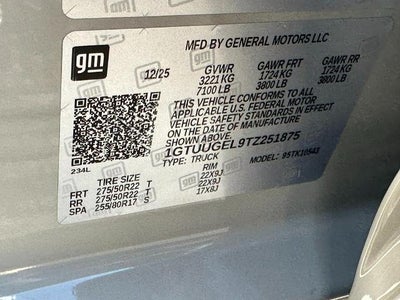 gm
MFD BY GENERAL MOTORS LLC
12/25 GVWR GAWR FRT GAWR RR
3221KG 1724 KG 1724 KG
7100 LB 3800 LB 3800 LB
THIS VEHICLE CONFORMS TO ALL
APPLICABLE U.S. FEDERAL MOTOR
VEHICLE SAFETY STANDARDS
IN EFFECT ON THE DATE OF MANUFACTURE
SHOWN ABOVE.
1GTUUGEL9TZ251875
TYPE: TRUCK MODEL:
234L
TIRE SIZE RIM
FRT 275/50R22 T 22X9J
RR 275/50R22 T 22X9J
SPA 255/80R17 S 17X8J